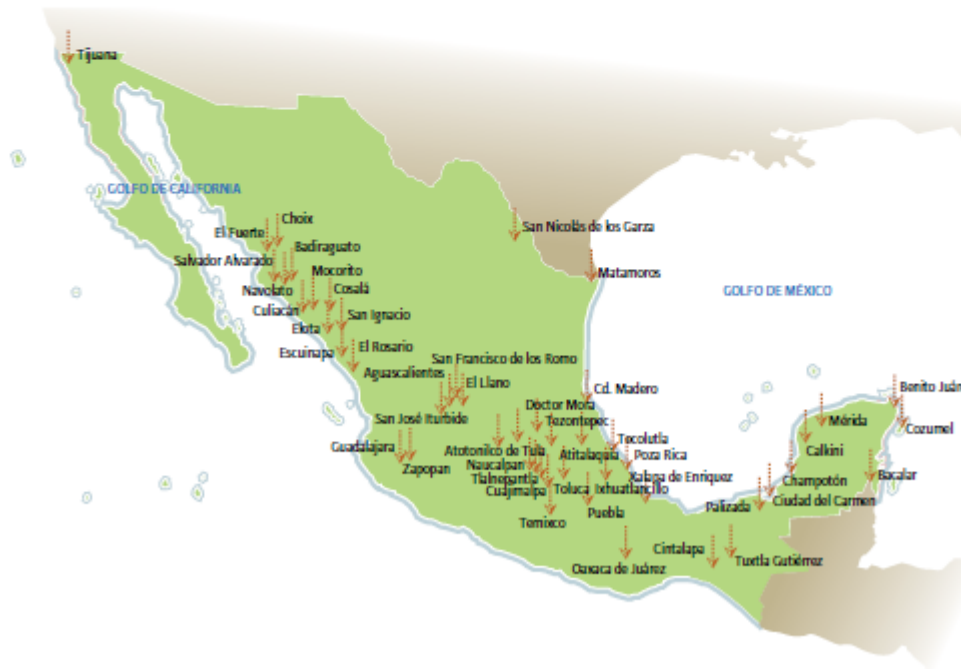 Tijuana
GOLFO DE CALIFORNIA
Choix
El Fuerte
San Nicolás de los Garza
Badiraguato
Salvador Alvarado
Mocorito
Matamoros
Navolato
Cosalá
GOLFO DE MÉXICO
Culiacán
San Ignacio
Elota
El Rosario
Escuinapa
San Francisco de los Romo
Aguascalientes
El Llano
Cd. Madero
Benito Juár
Doctor Mora
San José Iturbide
Tezontepec
Mérida
Cozumel
Tecolutla
Guadalajara
Atotonilco de Tula
Atitalaquia
Calkini
Poza Rica
Zapopan
Naucalpan
Tlalnepantla
Xalapa de Enriquez
Champotón
Bacalar
Cuajimalpa
Toluca
Ixhuatlancillo
Ciudad del Carmen
Palizada
Puebla
Temixco
Cintalapa
Tuxtla Gutiérrez
Oaxaca de Juárez